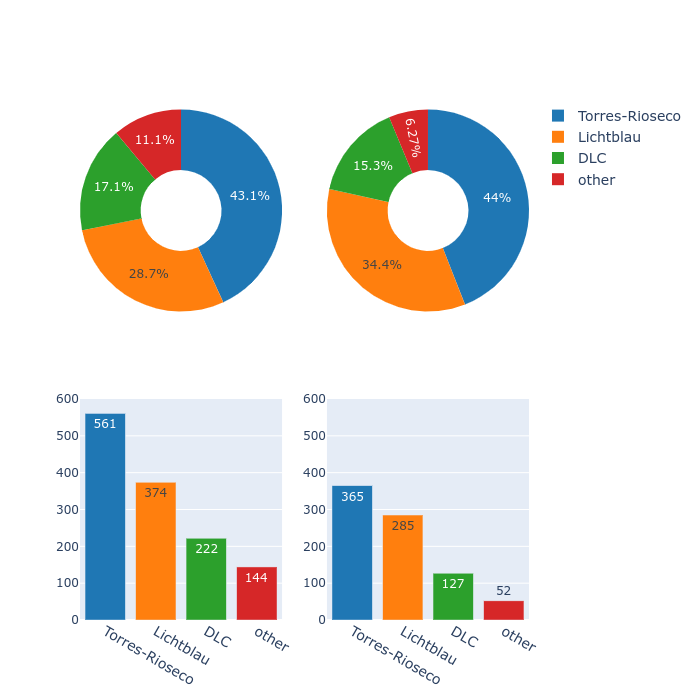 11.1%
43.1%
17.1%
28.7%
6.27%
15.3%
44%
34.4%
Torres-Rioseco
Lichtblau
DLC
other
600
500
400
300
200
100
0
561
374
222
144
Torres-Rioseco
Lichtblau
DLC
other
600
500
400
300
200
100
0
365
285
127
52
Torres-Rioseco
Lichtblau
DLC
other